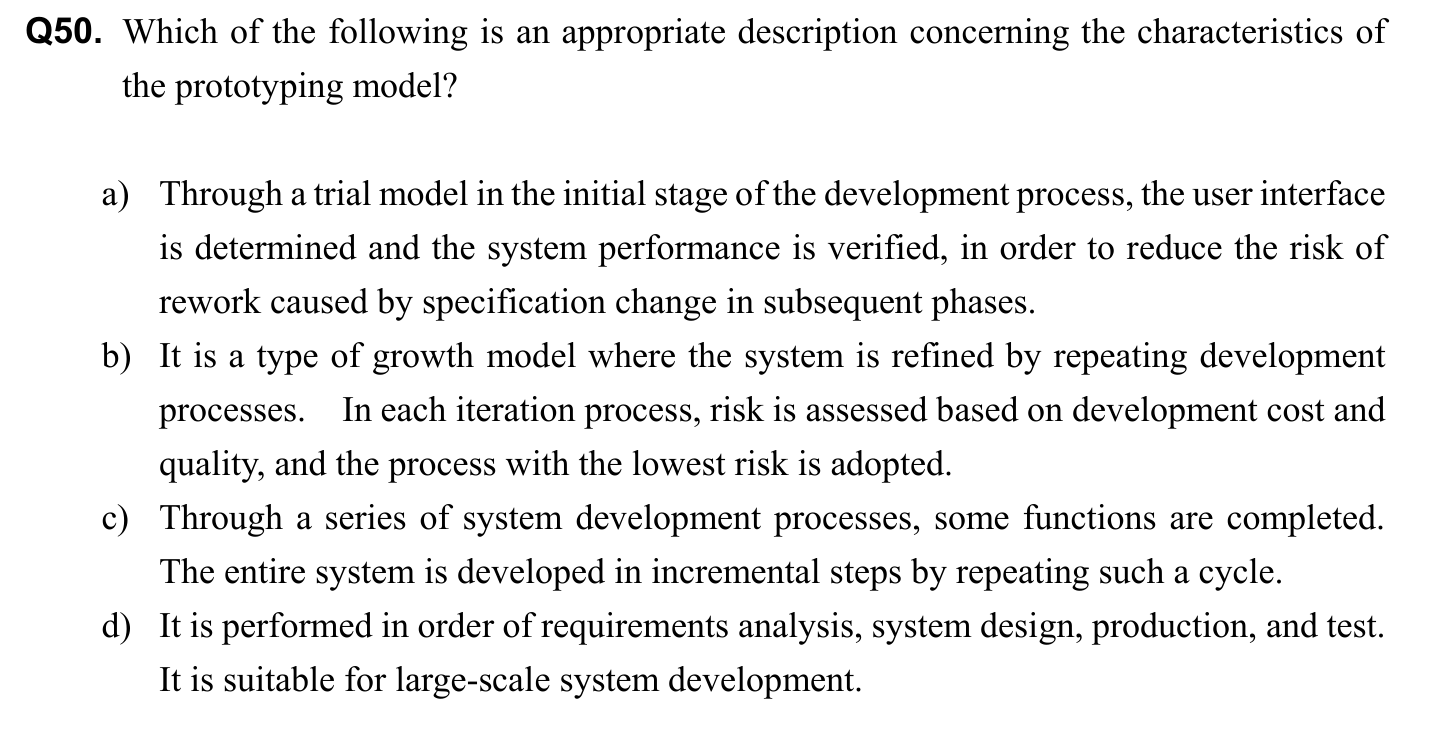 Q50. Which of the following is an appropriate description concerning the characteristics of
the prototyping model?
a) Through a trial model in the initial stage of the development process, the user interface
is determined and the system performance is verified, in order to reduce the risk of
rework caused by specification change in subsequent phases.
b) It is a type of growth model where the system is refined by repeating development
processes. In each iteration process, risk is assessed based on development cost and
quality, and the process with the lowest risk is adopted.
c) Through a series of system development processes, some functions are completed.
The entire system is developed in incremental steps by repeating such a cycle.
d) It is performed in order of requirements analysis, system design, production, and test.
It is suitable for large-scale system development.